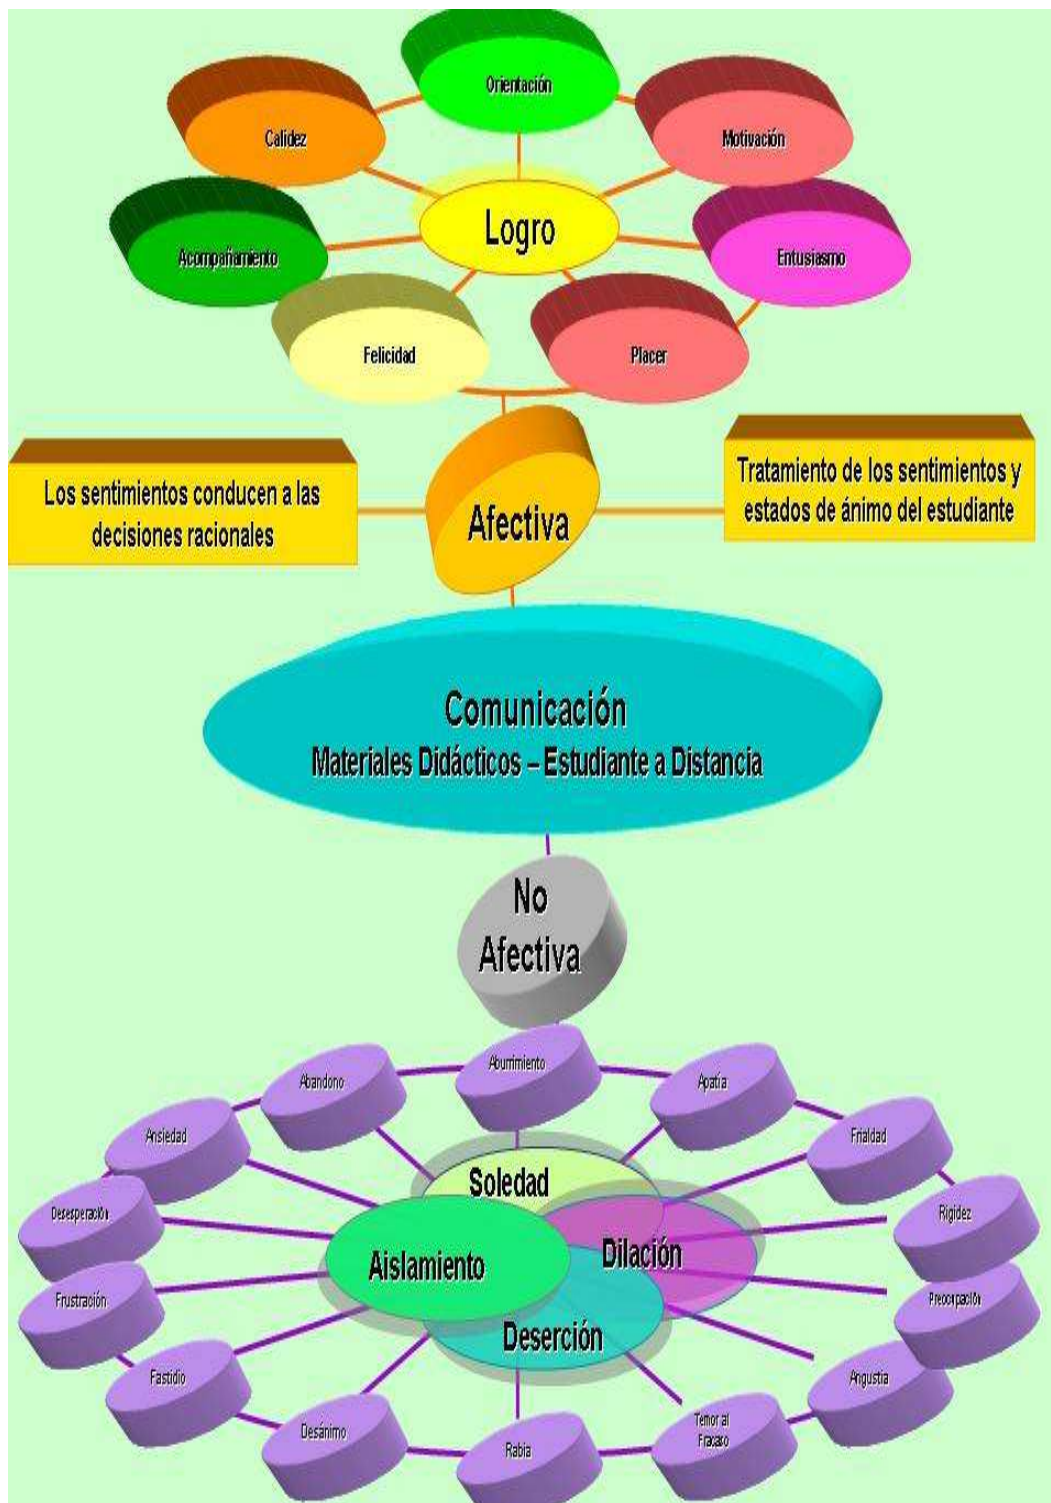 Orientación
Calidez
Motivación
Logro
Acompañamiento
Entusiasmo
Felicidad
Placer
Los sentimientos conducen a las
decisiones racionales
Afectiva
Tratamiento de los sentimientos y
estados de ánimo del estudiante
Comunicación
Materiales Didácticos – Estudiante a Distancia
No
Afectiva
Aburrimiento
Abandono
Apatía
Ansiedad
Frialdad
Soledad
Desesperación
Rigidez
Aislamiento
Dilación
Frustración
Preocupación
Deserción
Fastidio
Angustia
Desánimo
Rabia
Temor al
Fracaso